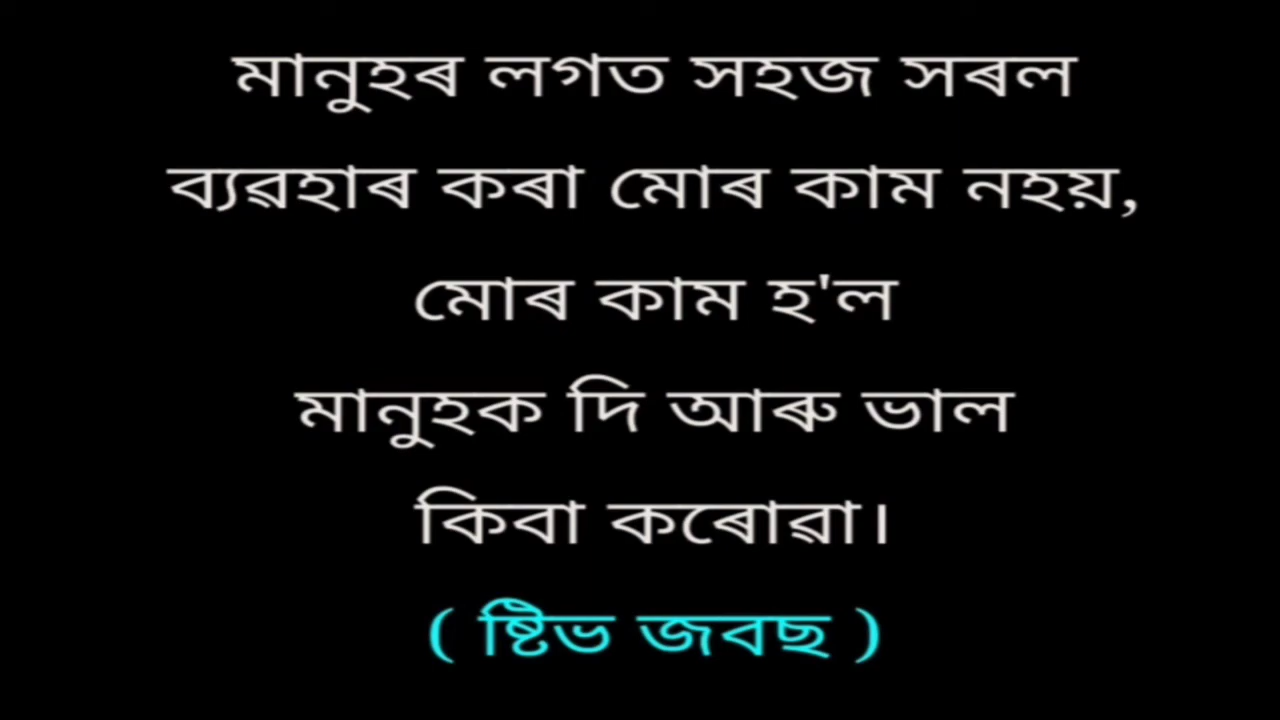 মানুহৰ লগত সহজ সৰল
ব্যৱহাৰ কৰা মোৰ কাম নহয়,
মোৰ কাম হ'ল
মানুহক দি আৰু ভাল
কিবা কৰোৱা।
( ষ্টিভ জবছ )